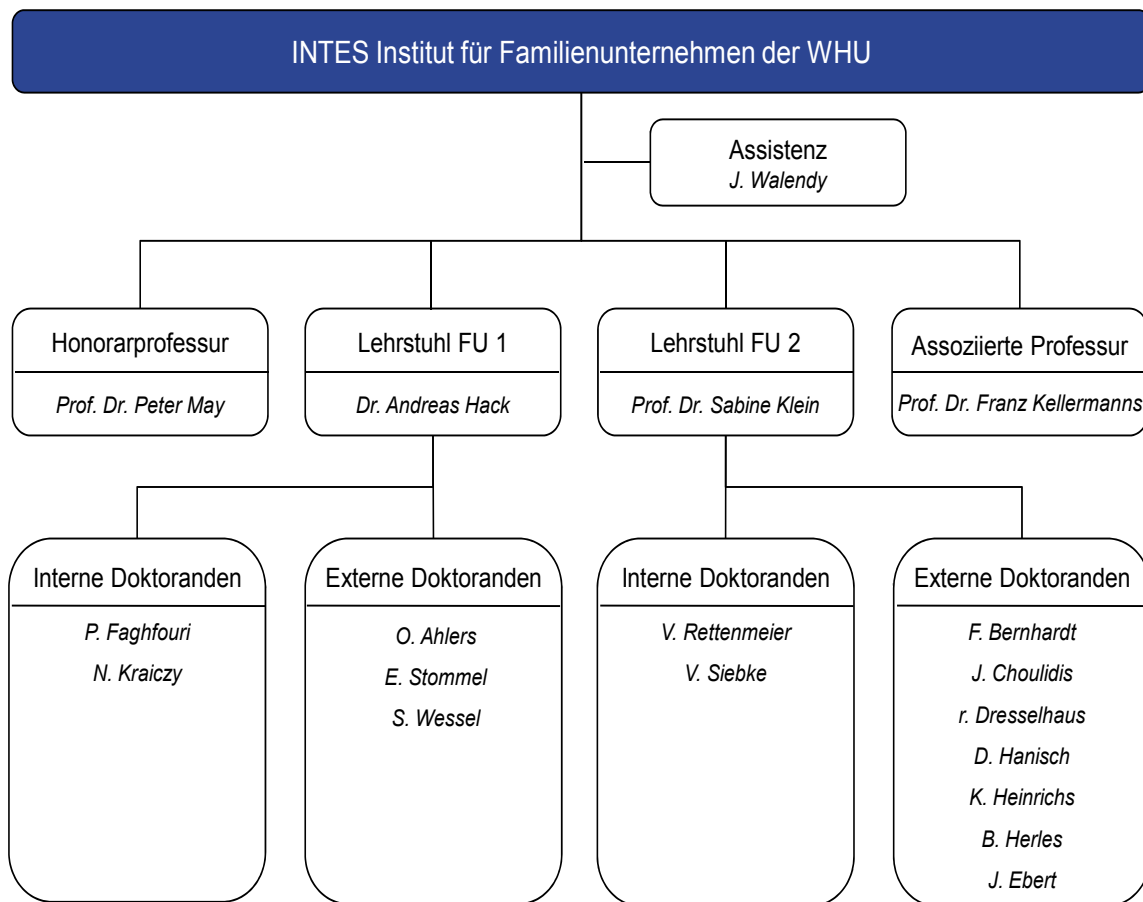 INTES Institut für Familienunternehmen der WHU
Assistenz
J. Walendy
Honorarprofessur
Prof. Dr. Peter May
Lehrstuhl FU 1
Dr. Andreas Hack
Lehrstuhl FU 2
Prof. Dr. Sabine Klein
Assoziierte Professur
Prof. Dr. Franz Kellermanns
Interne Doktoranden
P. Faghfouri
N. Kraiczy
Externe Doktoranden
O. Ahlers
E. Stommel
S. Wessel
Interne Doktoranden
V. Rettenmeier
V. Siebke
Externe Doktoranden
F. Bernhardt
J. Choulidis
r. Dresselhaus
D. Hanisch
K. Heinrichs
B. Herles
J. Ebert